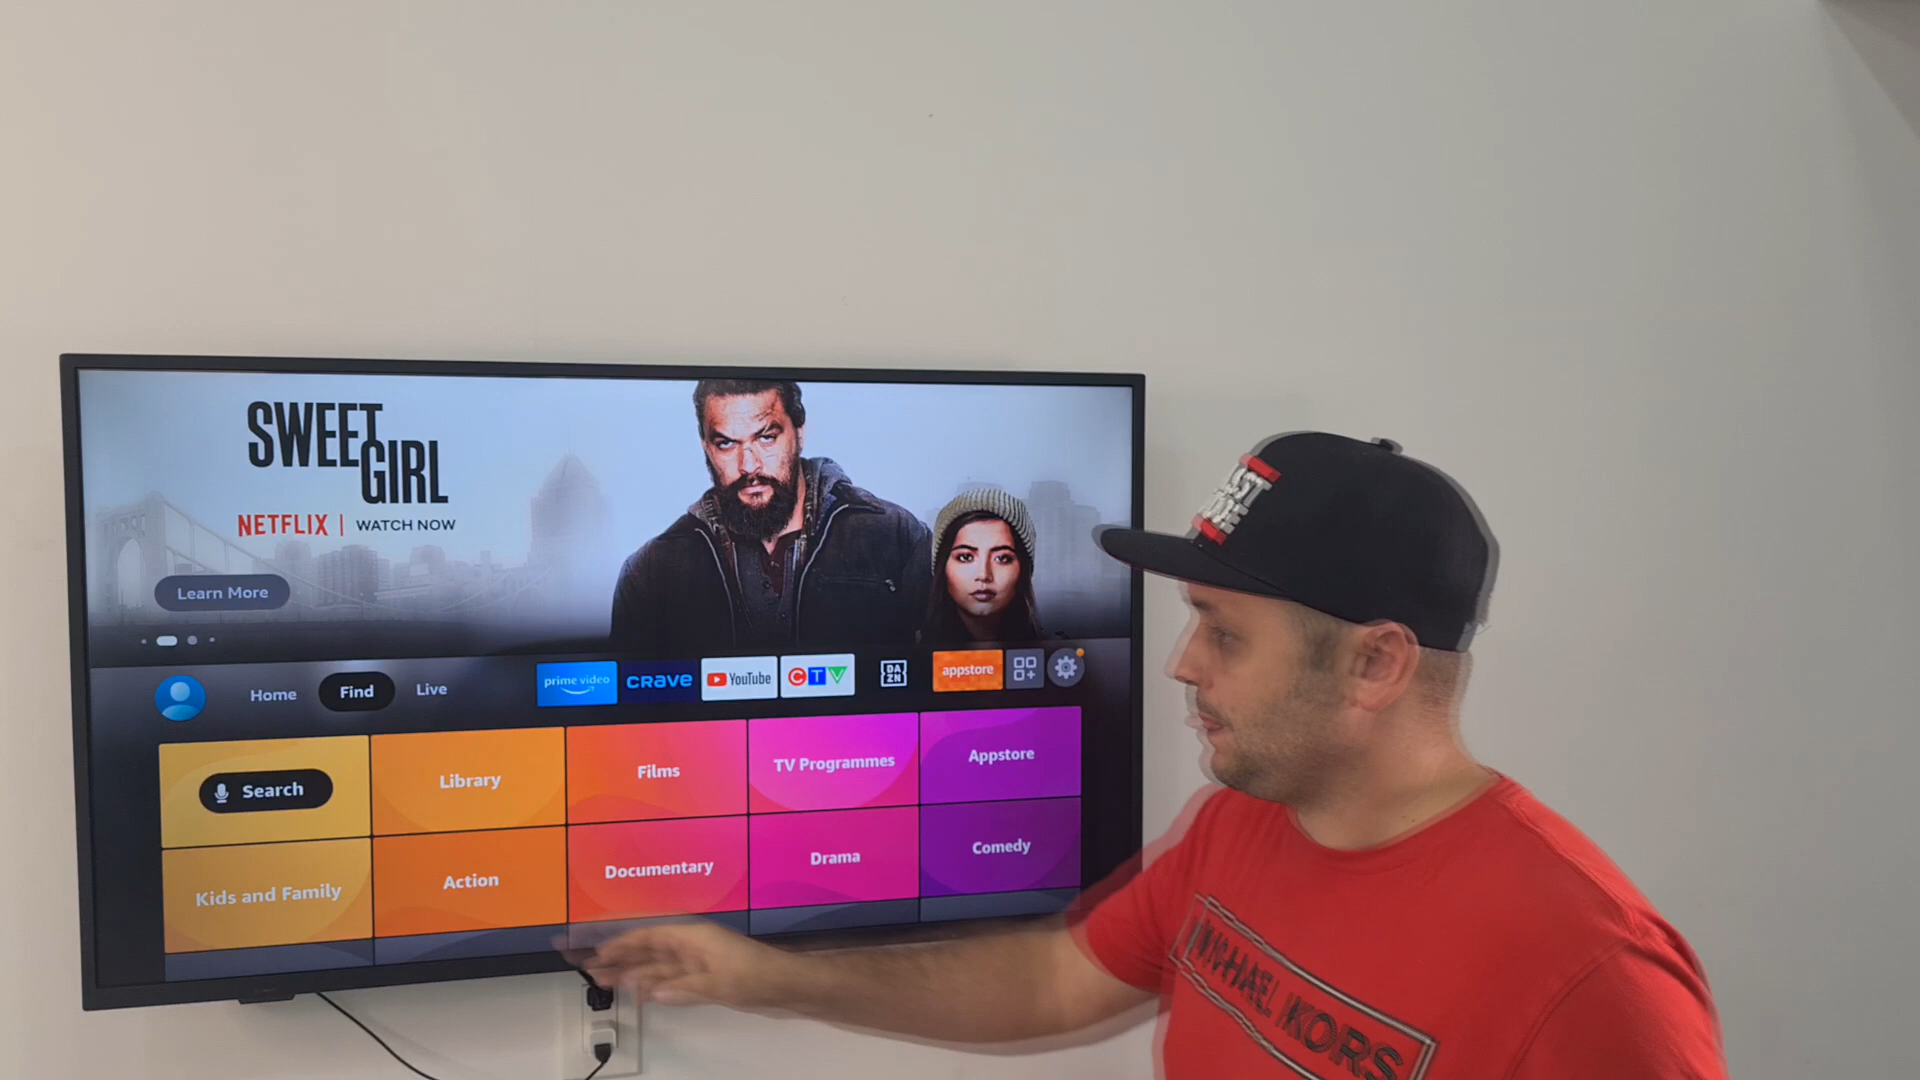 SWEET
GIRL
NETFLIX | WATCH NOW
Learn More
Home
Find
Live
prime video
CRAVE
YouTube
CTV
DAZN
appstore
Search
Library
Films
TV Programmes
Appstore
Kids and Family
Action
Documentary
Drama
Comedy
MICHAEL KORS